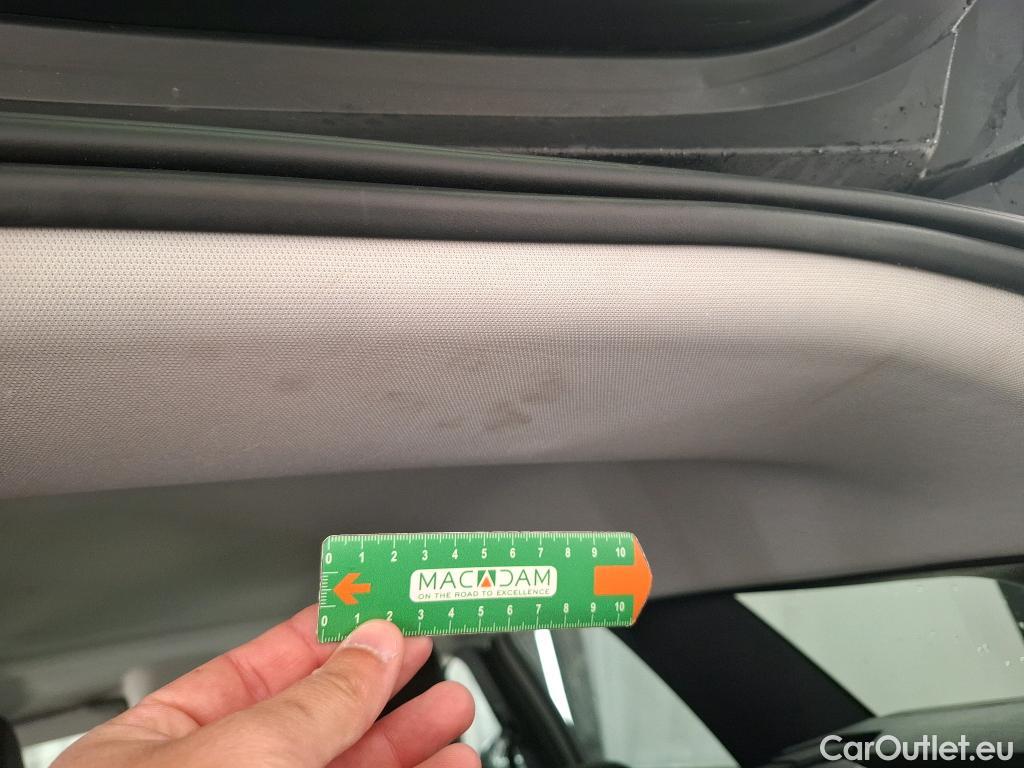 0 1 2 3 4 5 6 7 8 9 10
MACADAM
ON THE ROAD TO EXCELLENCE
0 1 2 3 4 5 6 7 8 9 10
CarOutlet.eu